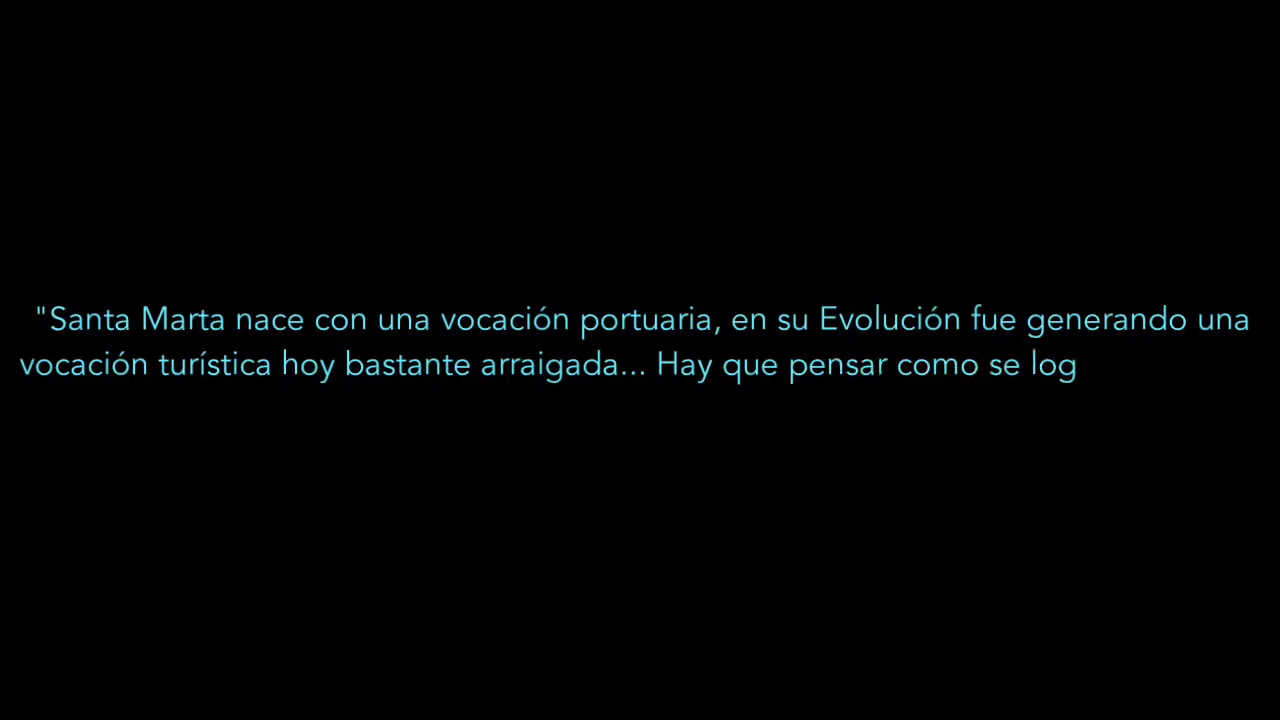 "Santa Marta nace con una vocación portuaria, en su Evolución fue generando una
vocación turística hoy bastante arraigada... Hay que pensar como se log